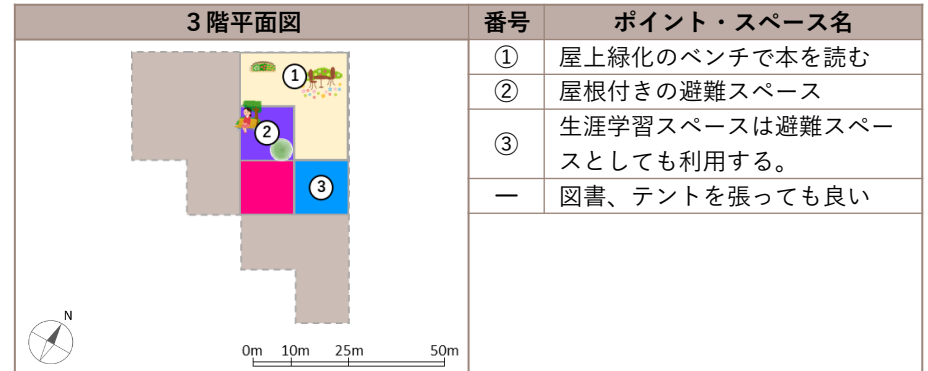 3階平面図
番号
ポイント・スペース名
①
屋上緑化のベンチで本を読む
②
屋根付きの避難スペース
③
生涯学習スペースは避難スペー
スとしても利用する。
―
図書、テントを張っても良い
①
②
③
N
0m 10m 25m 50m